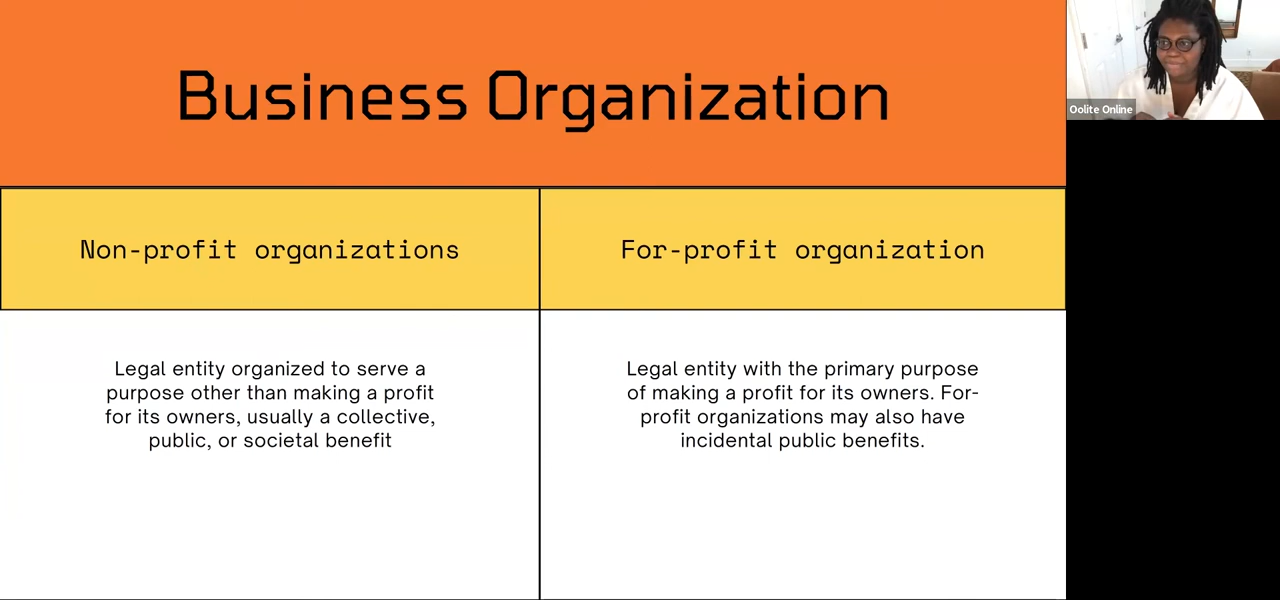 Business Organization
Oolite Online
Non-profit organizations
For-profit organization
Legal entity organized to serve a
purpose other than making a profit
for its owners, usually a collective,
public, or societal benefit
Legal entity with the primary purpose
of making a profit for its owners. For-
profit organizations may also have
incidental public benefits.